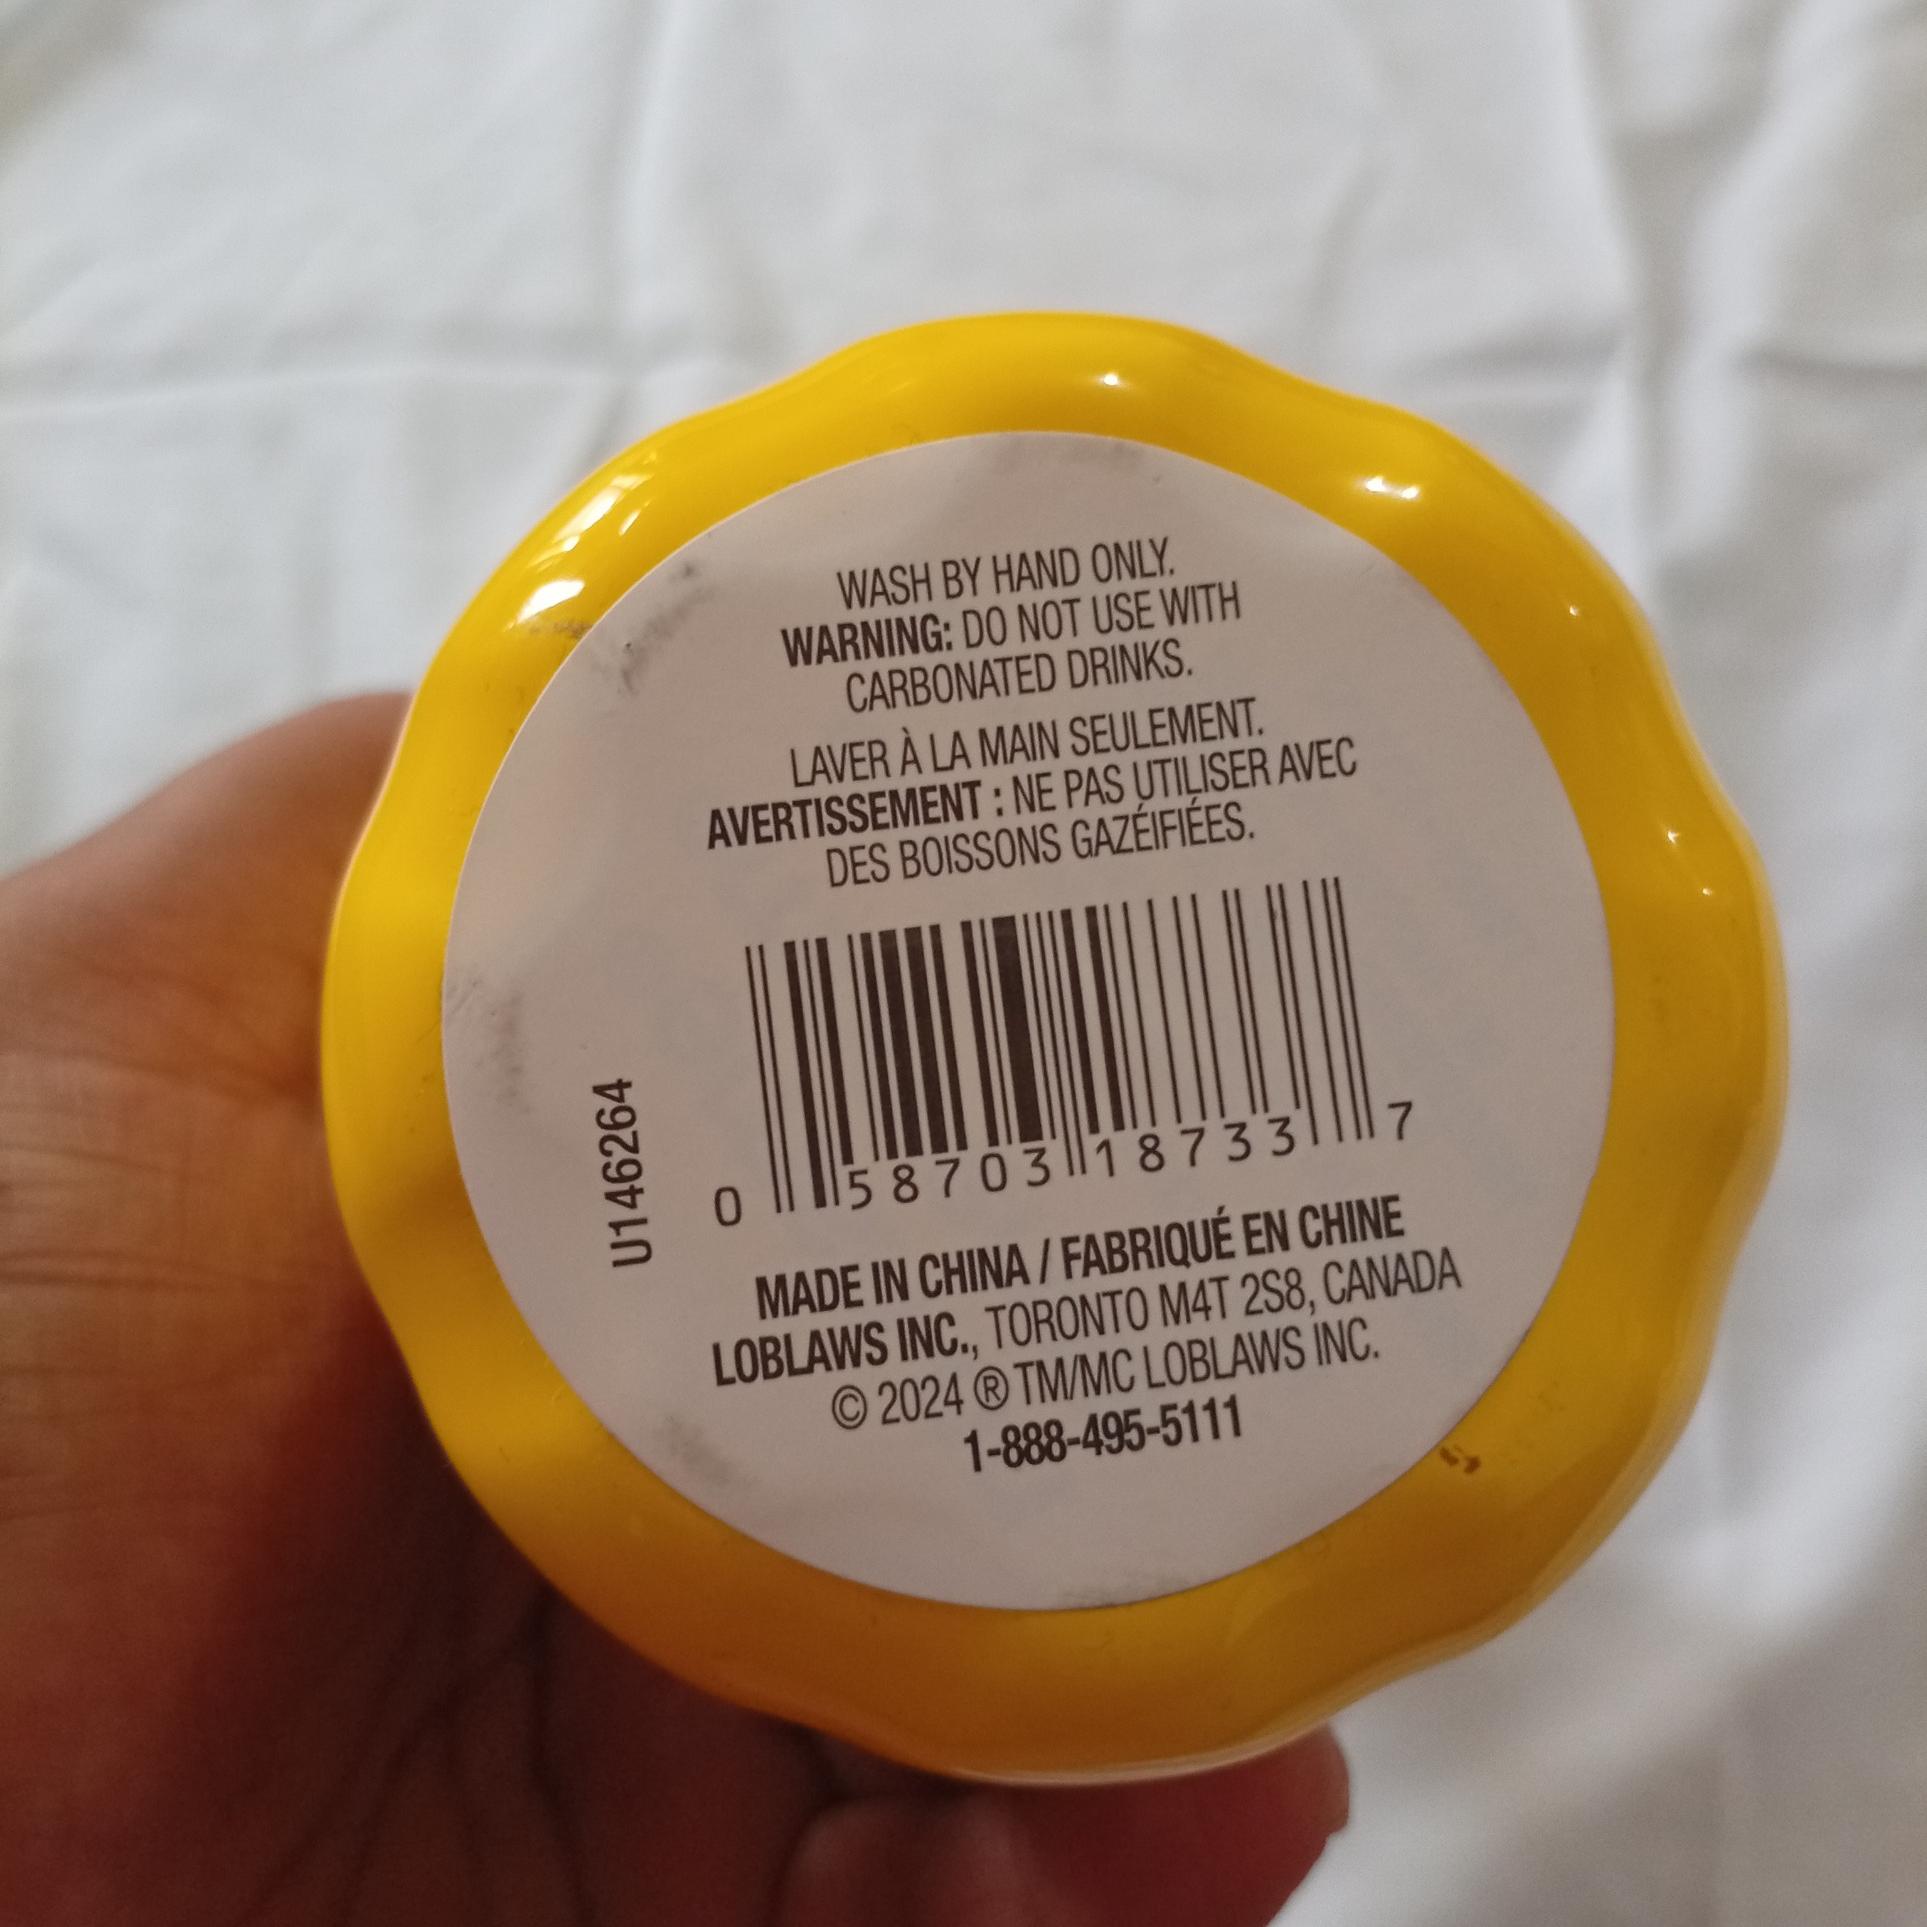 WASH BY HAND ONLY.
WARNING: DO NOT USE WITH
CARBONATED DRINKS.
LAVER À LA MAIN SEULEMENT.
AVERTISSEMENT : NE PAS UTILISER AVEC
DES BOISSONS GAZÉIFIÉES.
U146264
0 58703 18733 7
MADE IN CHINA / FABRIQUÉ EN CHINE
LOBLAWS INC., TORONTO M4T 2S8, CANADA
© 2024 ® TM/MC LOBLAWS INC.
1-888-495-5111